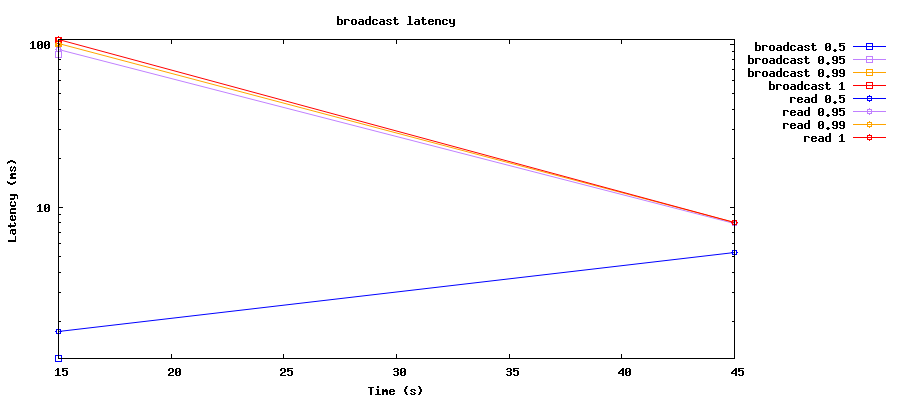 broadcast latency
100
10
Latency (ms)
15 20 25 30 35 40 45
Time (s)
broadcast 0.5
broadcast 0.95
broadcast 0.99
broadcast 1
read 0.5
read 0.95
read 0.99
read 1